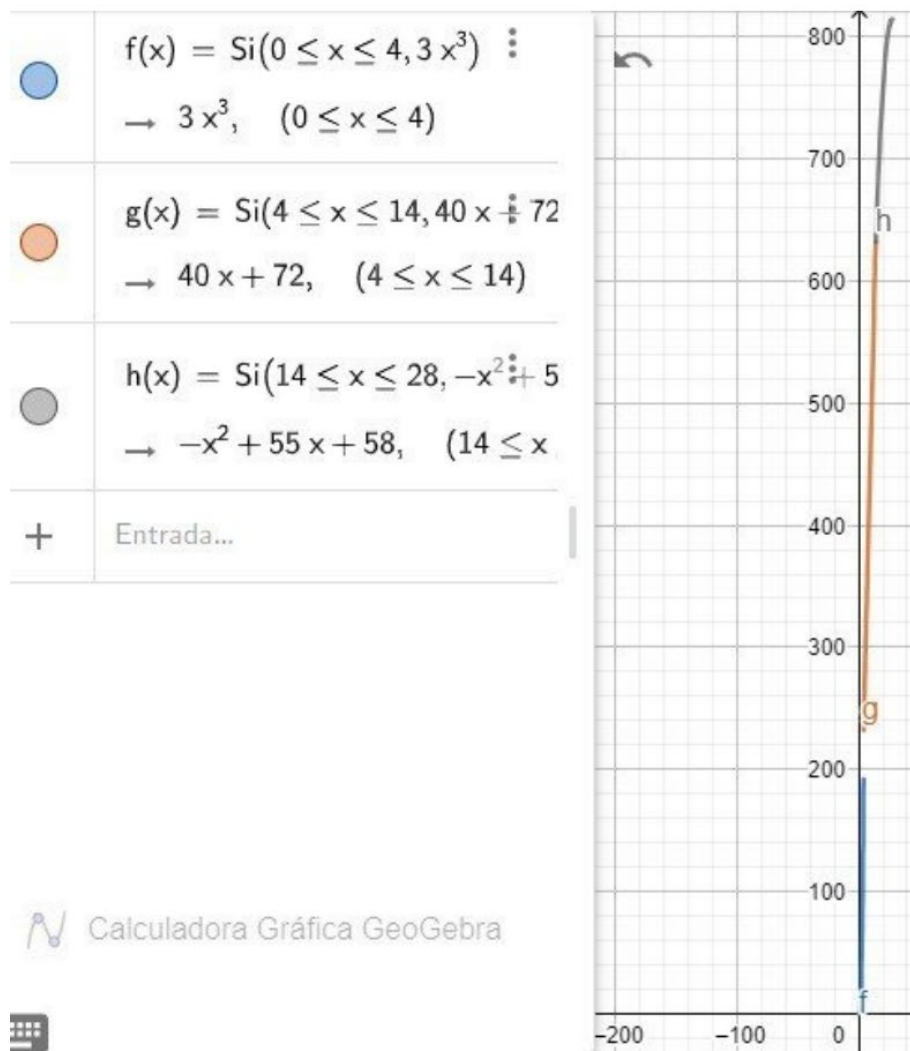 f(x) = Si(0 ≤ x ≤ 4, 3 x³)
→ 3 x³, (0 ≤ x ≤ 4)
g(x) = Si(4 ≤ x ≤ 14, 40 x + 72
→ 40 x + 72, (4 ≤ x ≤ 14)
h(x) = Si(14 ≤ x ≤ 28, −x² + 5
→ −x² + 55 x + 58, (14 ≤ x
+ Entrada...
Calculadora Gráfica GeoGebra
800
700
h
600
500
400
300
g
200
100
f
−200 −100 0